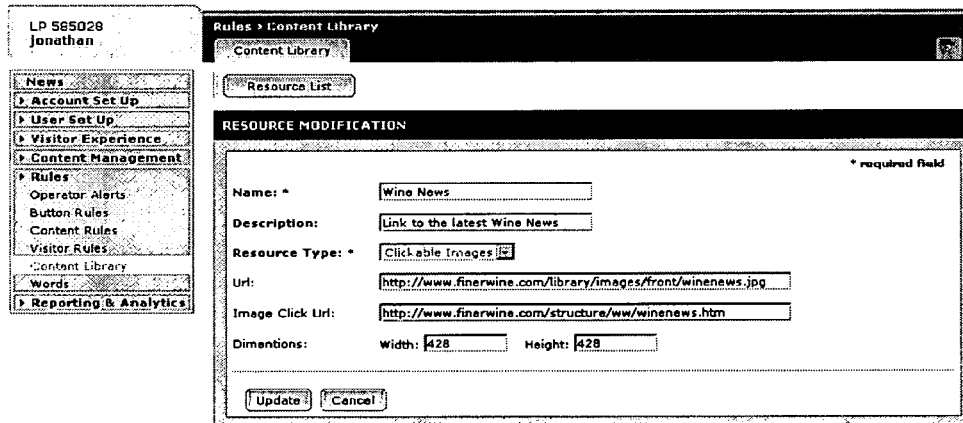 LP 585028
Jonathan
Rules > Content Library
Content Library
?
News
Account Set Up
User Set Up
Visitor Experience
Content Management
Rules
Operator Alerts
Button Rules
Content Rules
Visitor Rules
Content Library
Words
Reporting & Analytics
Resource List
RESOURCE MODIFICATION
* required field
Name: * Wine News
Description: Link to the latest Wine News
Resource Type: * Clickable Images
Url: http://www.finerwine.com/library/images/front/winenews.jpg
Image Click Url: http://www.finerwine.com/structure/ww/winenews.htm
Dimentions: Width: 428 Height: 428
Update Cancel